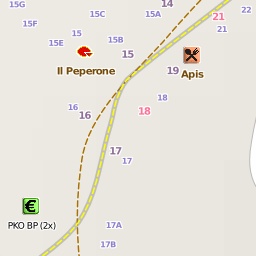 15G
15C
15A
14
22
15F
15
15B
21
21
15E
15
Il Peperone
19
Apis
16
16
18
18
17
17
€
PKO BP (2x)
17A
17B